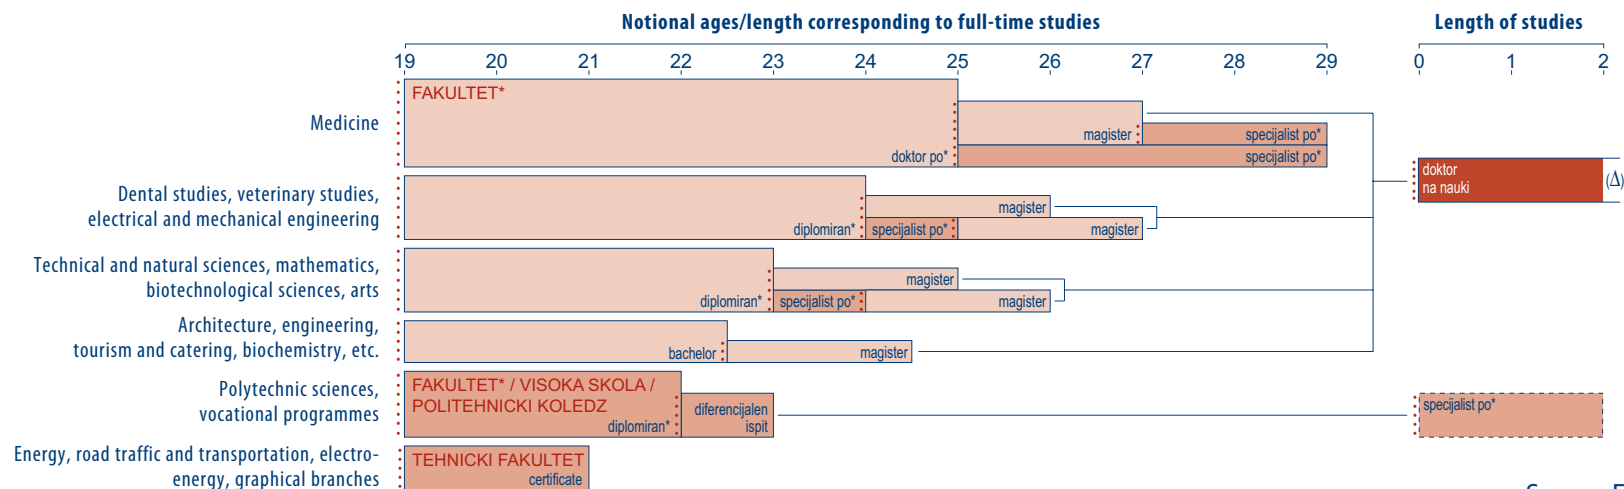 Notional ages/length corresponding to full-time studies
Length of studies
19 20 21 22 23 24 25 26 27 28 29
0 1 2
Medicine
FAKULTET*
doktor po*
magister
specijalist po*
specijalist po*
doktor
na nauki
(Δ)
Dental studies, veterinary studies,
electrical and mechanical engineering
diplomiran*
magister
specijalist po*
magister
Technical and natural sciences, mathematics,
biotechnological sciences, arts
diplomiran*
magister
specijalist po*
magister
Architecture, engineering,
tourism and catering, biochemistry, etc.
bachelor
magister
Polytechnic sciences,
vocational programmes
FAKULTET* / VISOKA SKOLA /
POLITEHNICKI KOLEDZ
diplomiran*
diferencijalen
ispit
specijalist po*
Energy, road traffic and transportation, electro-
energy, graphical branches
TEHNICKI FAKULTET
certificate